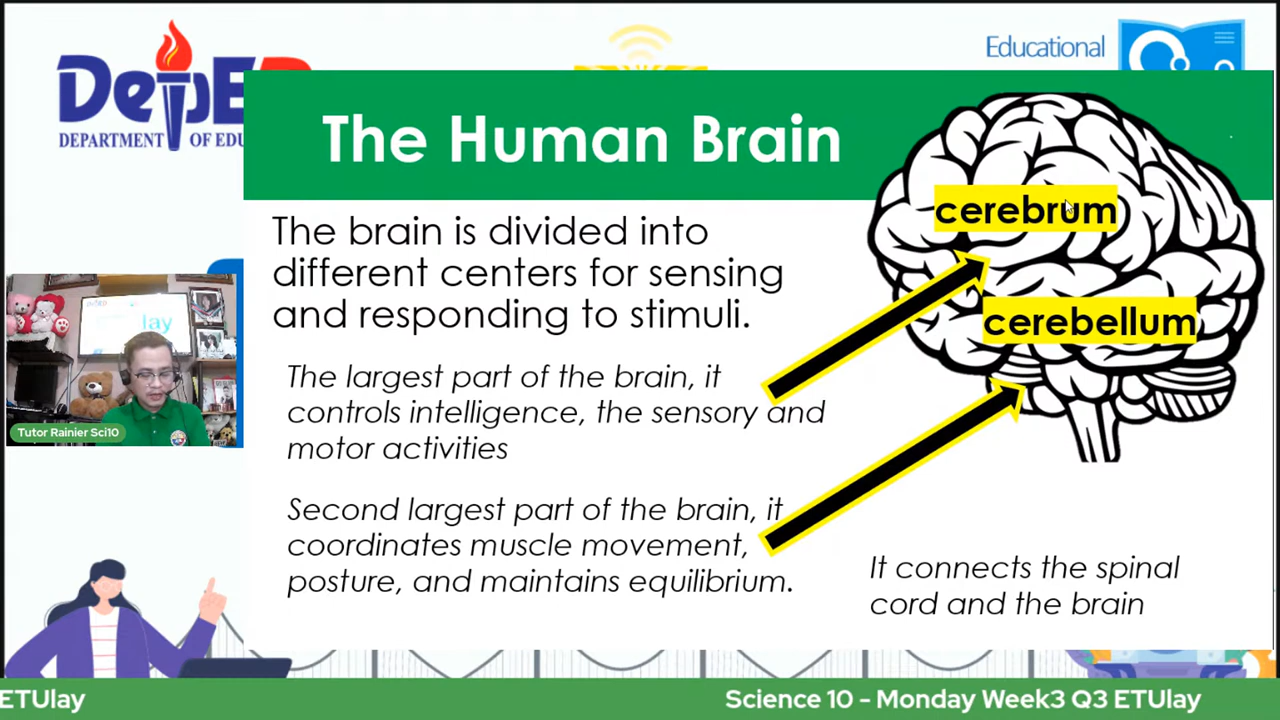 DepED
DEPARTMENT OF EDU
Educational
The Human Brain
cerebrum
The brain is divided into
different centers for sensing
and responding to stimuli.
cerebellum
The largest part of the brain, it
controls intelligence, the sensory and
motor activities
Second largest part of the brain, it
coordinates muscle movement,
posture, and maintains equilibrium.
It connects the spinal
cord and the brain
lay
Tutor Rainier Sci10
ETUlay
Science 10 - Monday Week3 Q3 ETUlay